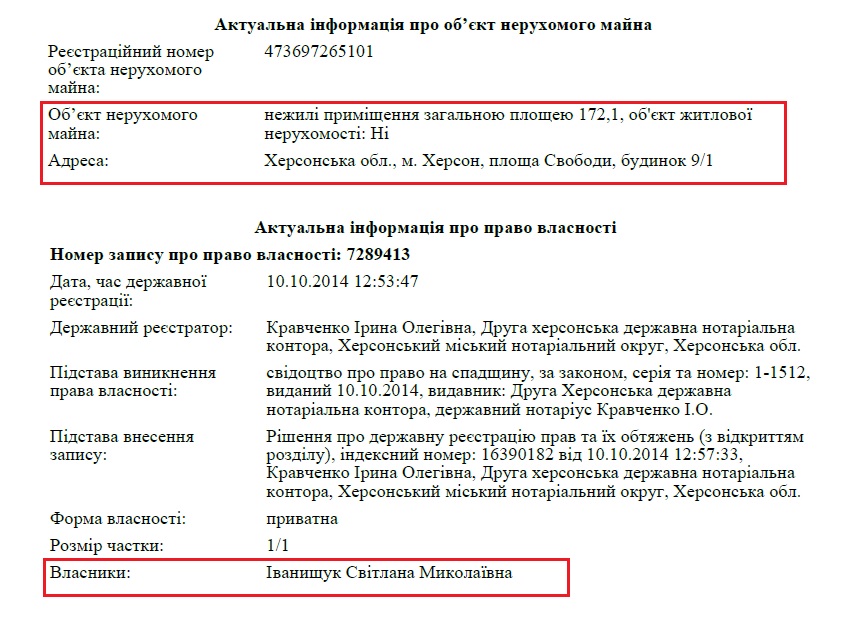 Актуальна інформація про об’єкт нерухомого майна
Реєстраційний номер 473697265101
об’єкта нерухомого
майна:
Об’єкт нерухомого нежилі приміщення загальною площею 172,1, об'єкт житлової
майна: нерухомості: Ні
Адреса: Херсонська обл., м. Херсон, площа Свободи, будинок 9/1
Актуальна інформація про право власності
Номер запису про право власності: 7289413
Дата, час державної 10.10.2014 12:53:47
реєстрації:
Державний реєстратор: Кравченко Ірина Олегівна, Друга херсонська державна нотаріальна
контора, Херсонський міський нотаріальний округ, Херсонська обл.
Підстава виникнення свідоцтво про право на спадщину, за законом, серія та номер: 1-1512,
права власності: виданий 10.10.2014, видавник: Друга Херсонська державна
нотаріальна контора, державний нотаріус Кравченко І.О.
Підстава внесення Рішення про державну реєстрацію прав та їх обтяжень (з відкриттям
запису: розділу), індексний номер: 16390182 від 10.10.2014 12:57:33,
Кравченко Ірина Олегівна, Друга херсонська державна нотаріальна
контора, Херсонський міський нотаріальний округ, Херсонська обл.
Форма власності: приватна
Розмір частки: 1/1
Власники: Іванищук Світлана Миколаївна